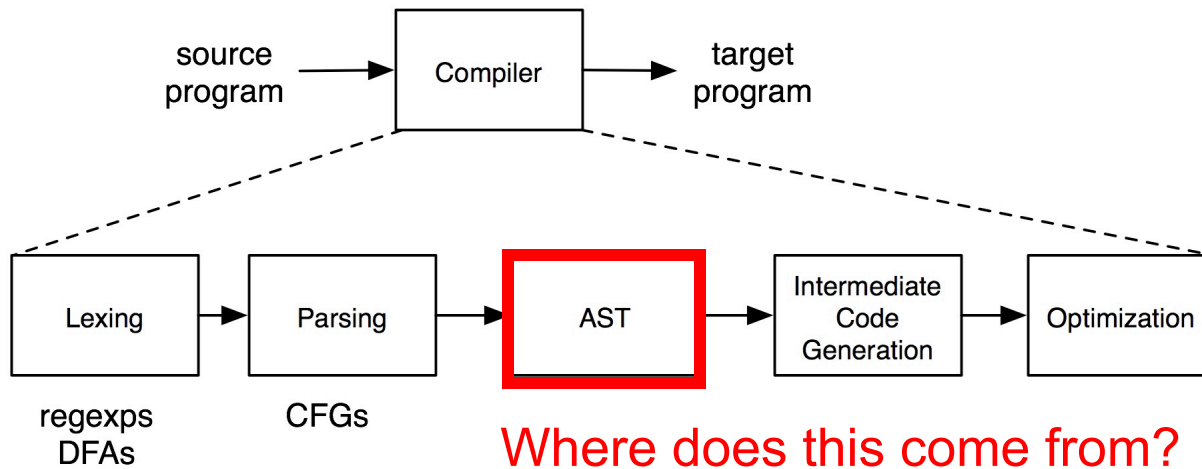 source
program
Compiler
target
program
Lexing
Parsing
AST
Intermediate
Code
Generation
Optimization
regexps
DFAs
CFGs
Where does this come from?